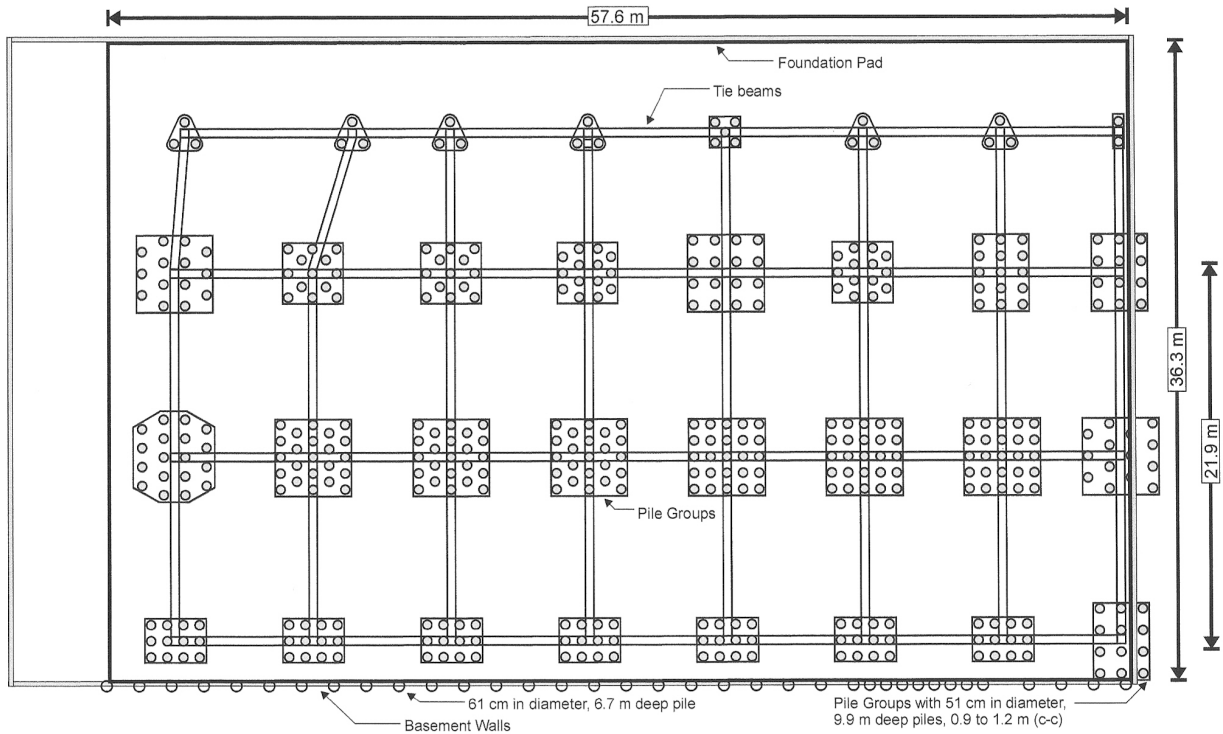 57.6 m
Foundation Pad
Tie beams
36.3 m
21.9 m
Pile Groups
61 cm in diameter, 6.7 m deep pile
Basement Walls
Pile Groups with 51 cm in diameter,
9.9 m deep piles, 0.9 to 1.2 m (c-c)